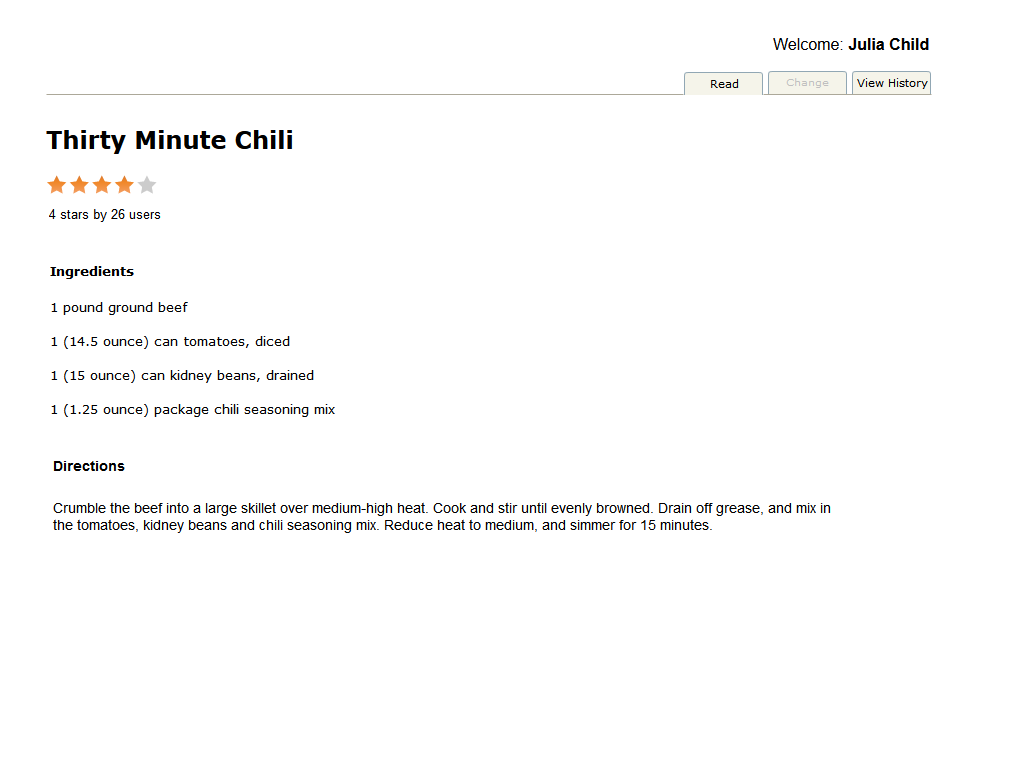 Welcome: Julia Child
Read
Change
View History
Thirty Minute Chili
4 stars by 26 users
Ingredients
1 pound ground beef
1 (14.5 ounce) can tomatoes, diced
1 (15 ounce) can kidney beans, drained
1 (1.25 ounce) package chili seasoning mix
Directions
Crumble the beef into a large skillet over medium-high heat. Cook and stir until evenly browned. Drain off grease, and mix in
the tomatoes, kidney beans and chili seasoning mix. Reduce heat to medium, and simmer for 15 minutes.